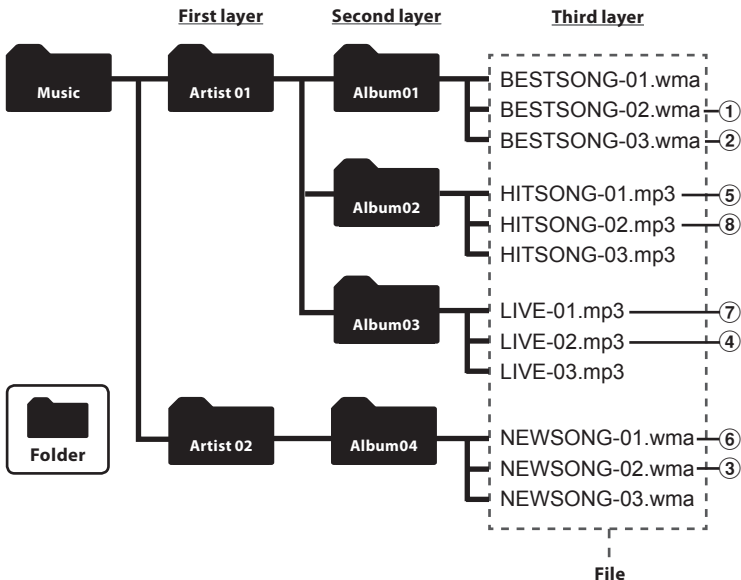 First layer Second layer Third layer
Music Artist 01 Album01
BESTSONG-01.wma
BESTSONG-02.wma ①
BESTSONG-03.wma ②
Album02
HITSONG-01.mp3 ⑤
HITSONG-02.mp3 ⑧
HITSONG-03.mp3
Album03
LIVE-01.mp3 ⑦
LIVE-02.mp3 ④
LIVE-03.mp3
Folder
Artist 02 Album04
NEWSONG-01.wma ⑥
NEWSONG-02.wma ③
NEWSONG-03.wma
File